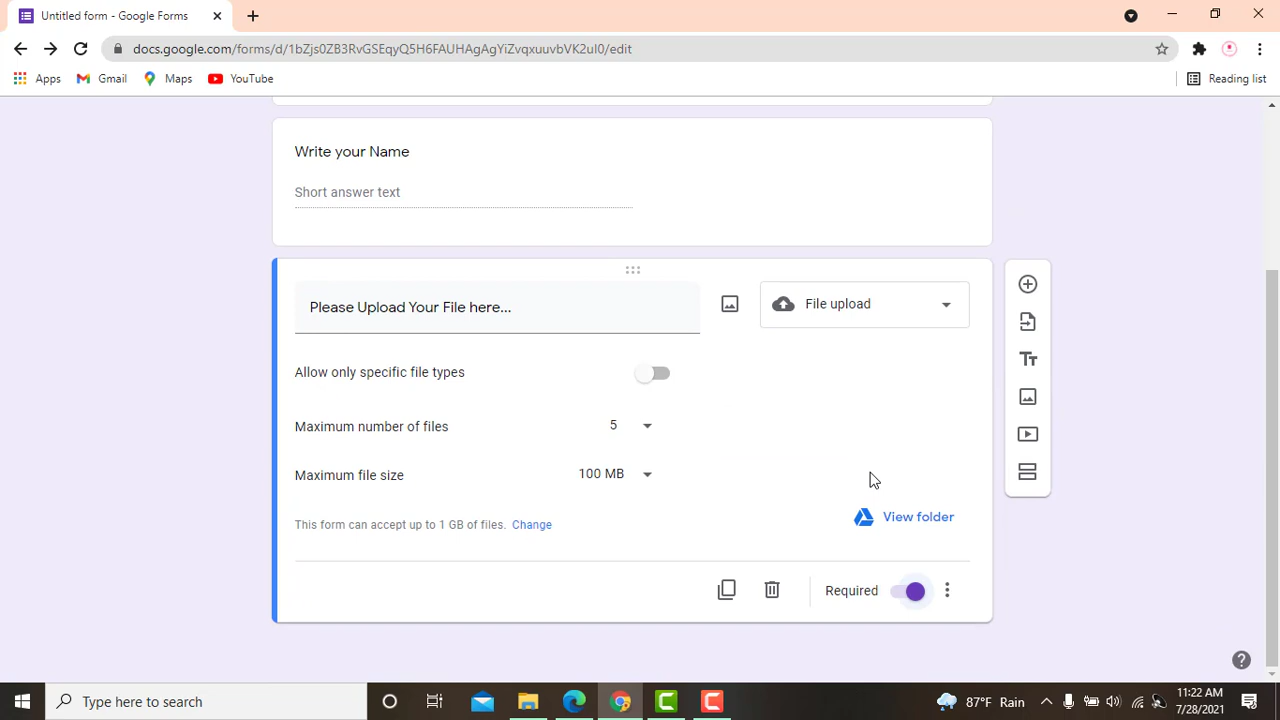 Untitled form - Google Forms
docs.google.com/forms/d/1bZjs0ZB3RvGSEqyQ5H6FAUHAgAgYiZvqxuuvbVK2uI0/edit
Apps Gmail Maps YouTube Reading list
Write your Name
Short answer text
Please Upload Your File here... File upload
Allow only specific file types
Maximum number of files 5
Maximum file size 100 MB
View folder
This form can accept up to 1 GB of files. Change
Required
Type here to search 87°F Rain 11:22 AM
7/28/2021